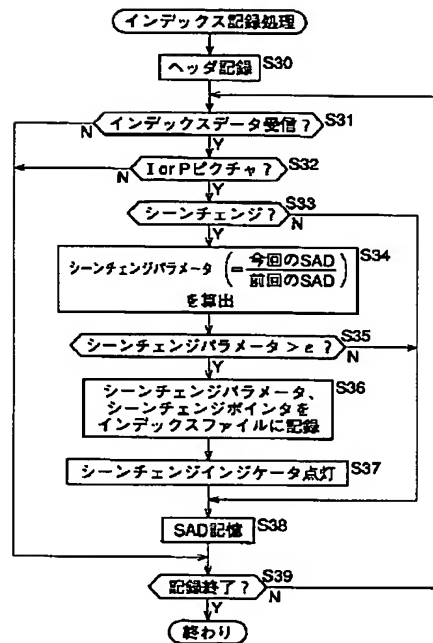 インデックス記録処理
ヘッダ記録 S30
インデックスデータ受信? S31
N
Y
I or Pピクチャ? S32
N
Y
シーンチェンジ? S33
N
Y
S34
シーンチェンジパラメータ (= 今回のSAD / 前回のSAD)
を算出
シーンチェンジパラメータ > e ? S35
N
Y
S36
シーンチェンジパラメータ、
シーンチェンジポインタを
インデックスファイルに記録
シーンチェンジインジケータ点灯 S37
SAD記憶 S38
記録終了? S39
N
Y
終わり